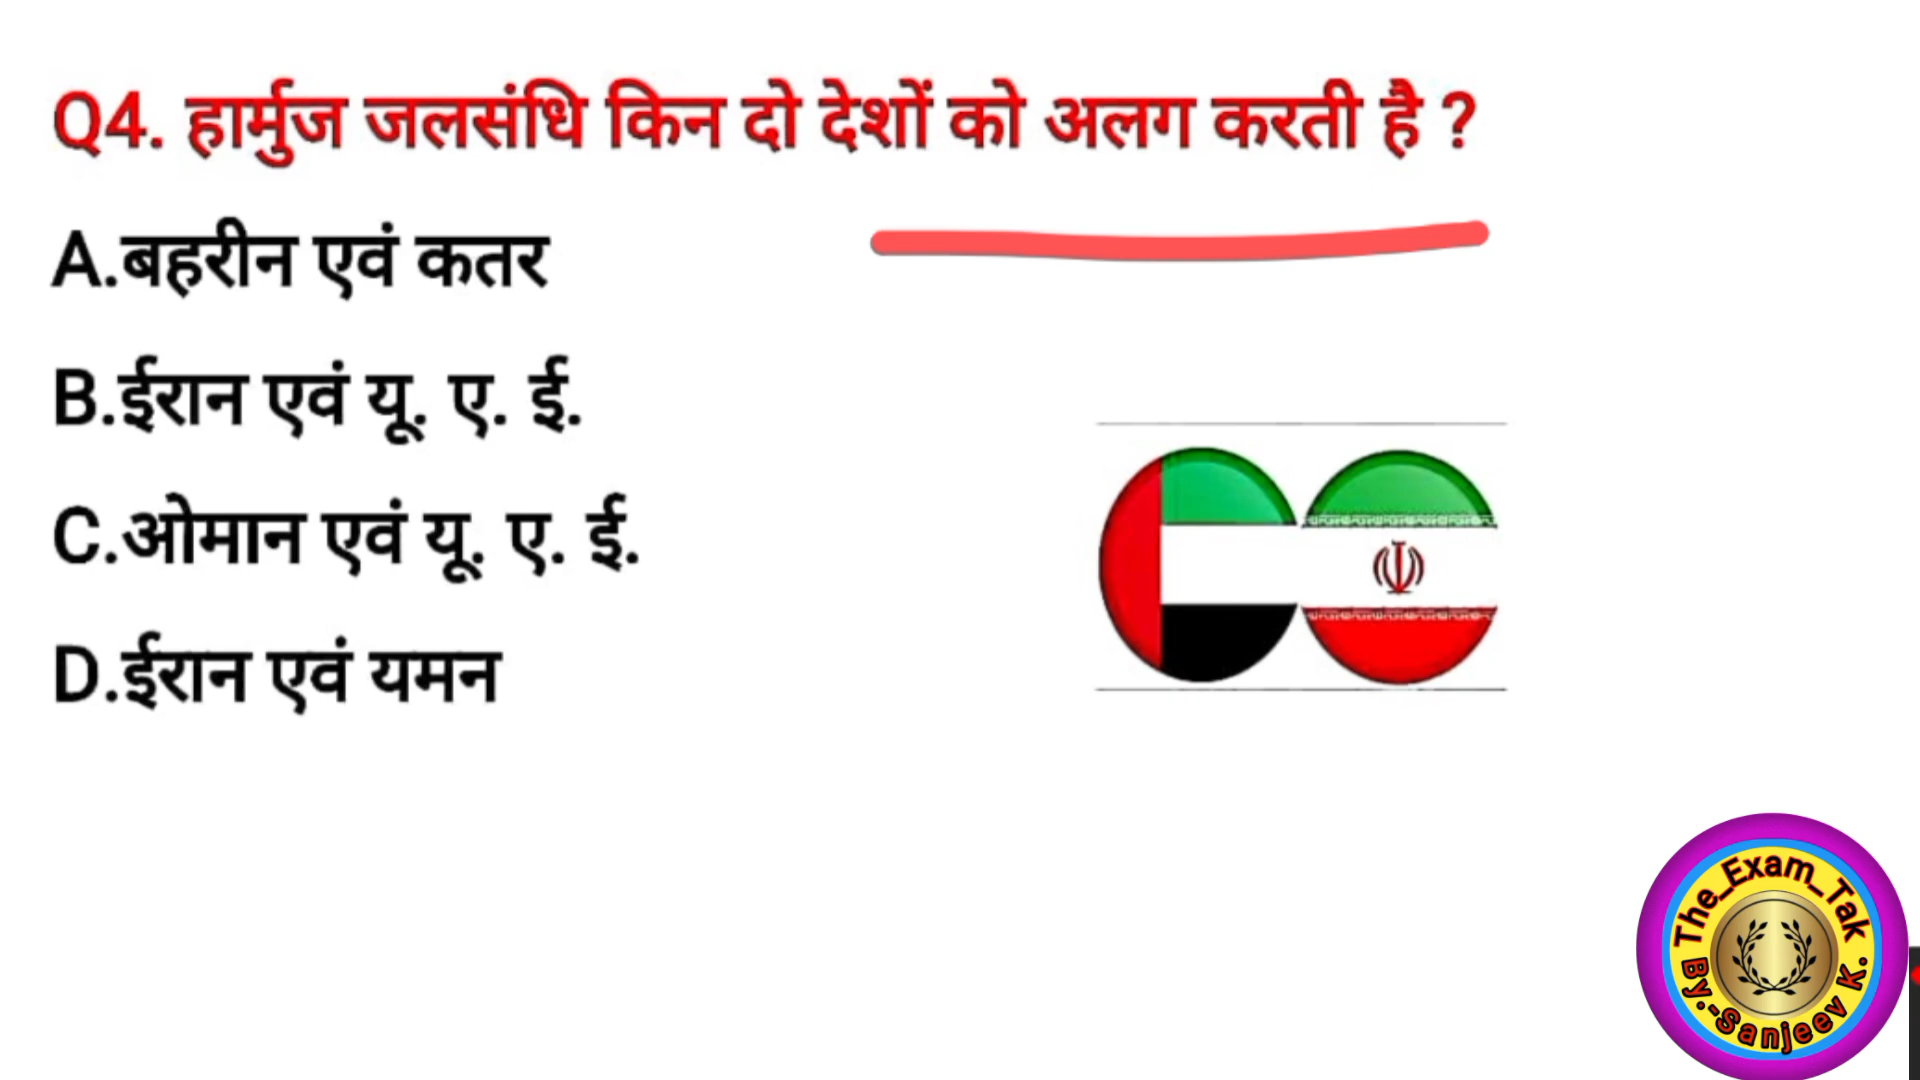 Q4. हार्मुज जलसंधि किन दो देशों को अलग करती है ?
A.बहरीन एवं कतर
B.ईरान एवं यू. ए. ई.
C.ओमान एवं यू. ए. ई.
D.ईरान एवं यमन
The_Exam_Tak
By:-Sanjeev K.